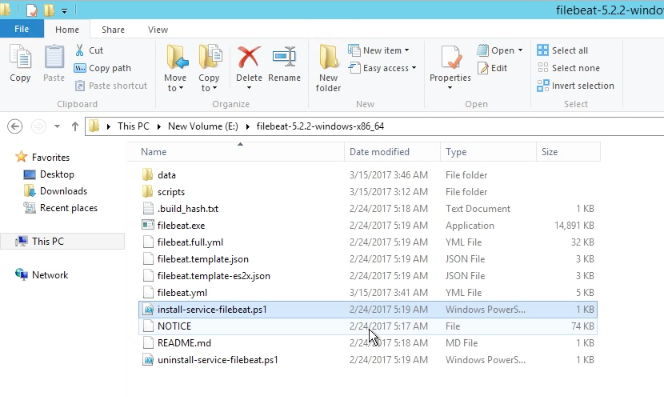 filebeat-5.2.2-windo
File Home Share View
Copy Paste Cut Copy path Paste shortcut Move to Copy to Delete Rename New folder New item Easy access Properties Open Edit Select all Select none Invert selection
Clipboard Organize New Open Select
This PC New Volume (E:) filebeat-5.2.2-windows-x86_64
Favorites
Desktop
Downloads
Recent places
This PC
Network
Name Date modified Type Size
data 3/15/2017 3:46 AM File folder
scripts 3/15/2017 3:12 AM File folder
.build_hash.txt 2/24/2017 5:18 AM Text Document 1 KB
filebeat.exe 2/24/2017 5:19 AM Application 14,891 KB
filebeat.full.yml 2/24/2017 5:19 AM YML File 32 KB
filebeat.template.json 2/24/2017 5:19 AM JSON File 3 KB
filebeat.template-es2x.json 2/24/2017 5:19 AM JSON File 3 KB
filebeat.yml 3/15/2017 3:41 AM YML File 5 KB
install-service-filebeat.ps1 2/24/2017 5:19 AM Windows PowerS... 1 KB
NOTICE 2/24/2017 5:17 AM File 74 KB
README.md 2/24/2017 5:18 AM MD File 1 KB
uninstall-service-filebeat.ps1 2/24/2017 5:19 AM Windows PowerS... 1 KB